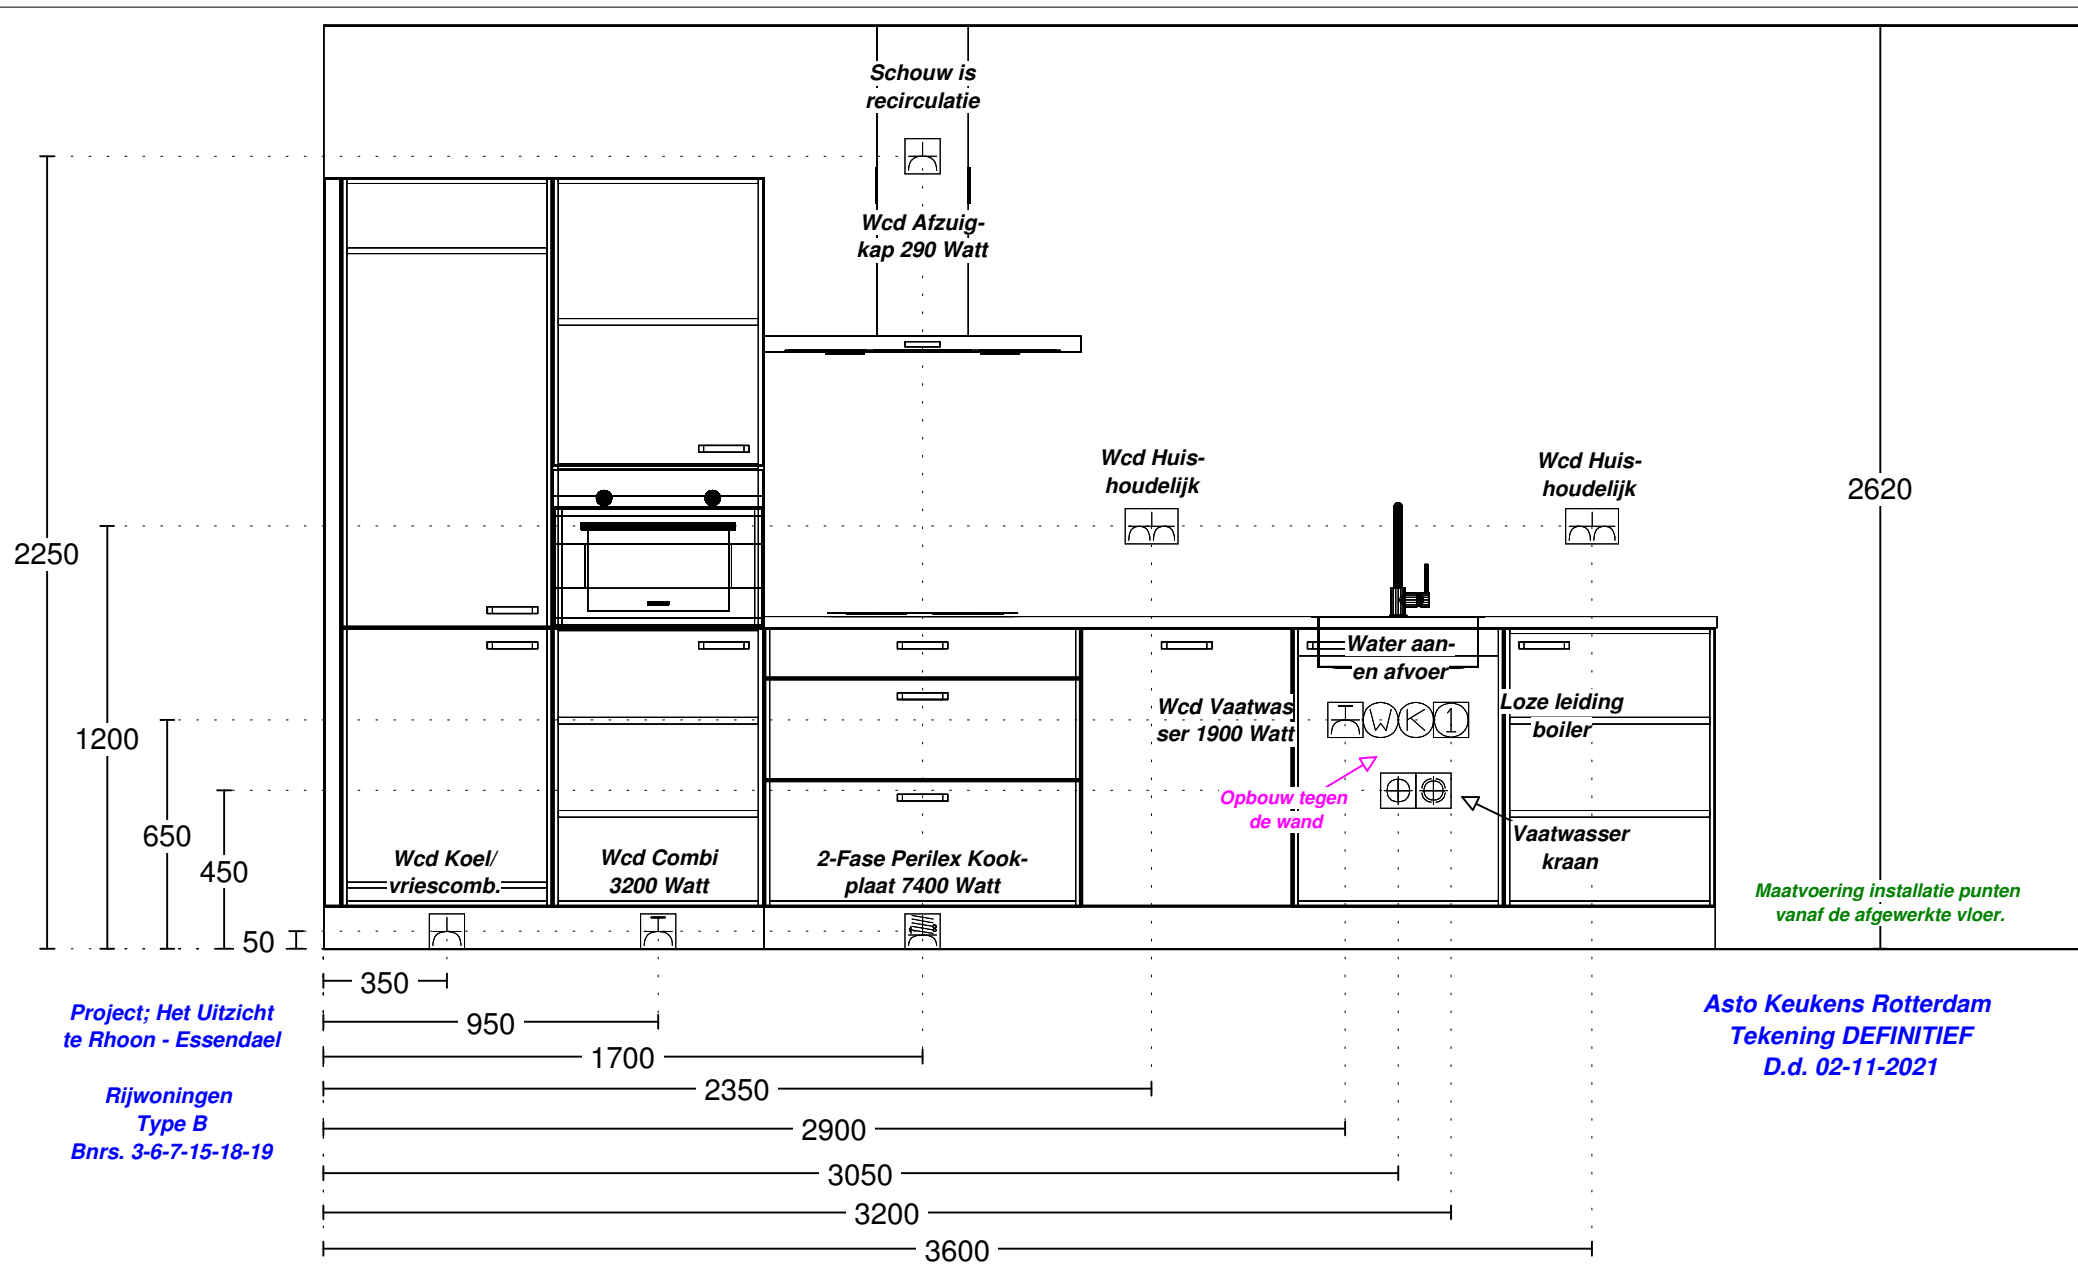 Schouw is
recirculatie
Wcd Afzuig-
kap 290 Watt
Wcd Huis-
houdelijk
Wcd Huis-
houdelijk
2620
2250
1200
650
450
50
Water aan-
en afvoer
Wcd Vaatwas
ser 1900 Watt
W K 1
Loze leiding
boiler
Opbouw tegen
de wand
Vaatwasser
kraan
Wcd Koel/
vriescomb.
Wcd Combi
3200 Watt
2-Fase Perilex Kook-
plaat 7400 Watt
Maatvoering installatie punten
vanaf de afgewerkte vloer.
350
950
1700
2350
2900
3050
3200
3600
Project; Het Uitzicht
te Rhoon - Essendael
Rijwoningen
Type B
Bnrs. 3-6-7-15-18-19
Asto Keukens Rotterdam
Tekening DEFINITIEF
D.d. 02-11-2021